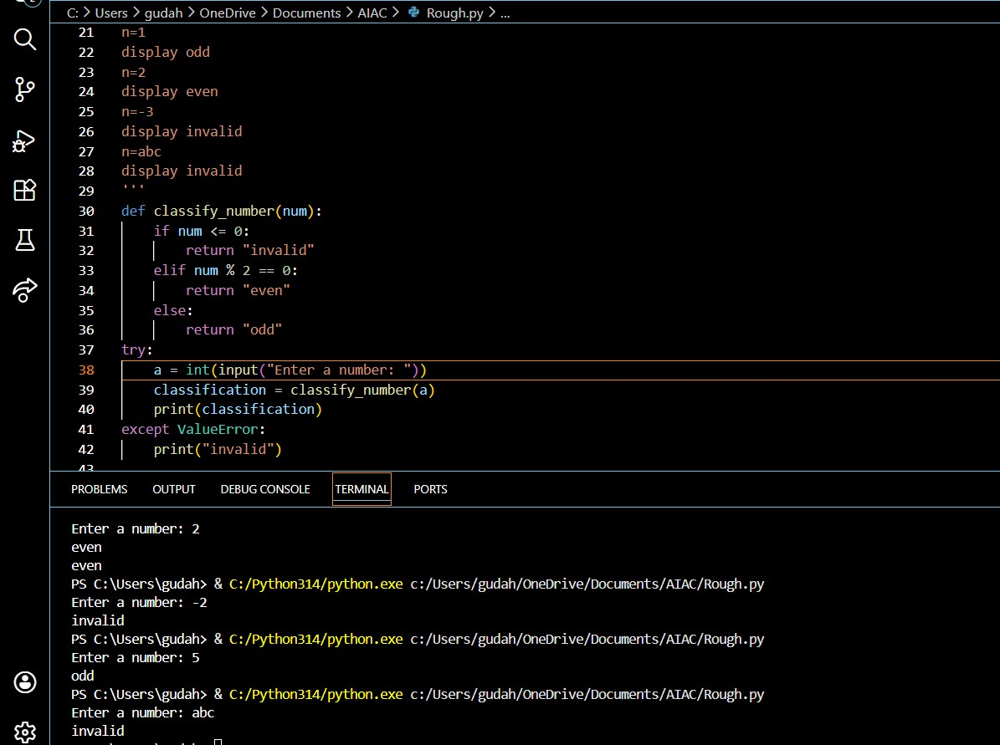 C: > Users > gudah > OneDrive > Documents > AIAC > Rough.py > ...
21 n=1
22 display odd
23 n=2
24 display even
25 n=-3
26 display invalid
27 n=abc
28 display invalid
29 '''
30 def classify_number(num):
31     if num <= 0:
32         return "invalid"
33     elif num % 2 == 0:
34         return "even"
35     else:
36         return "odd"
37 try:
38     a = int(input("Enter a number: "))
39     classification = classify_number(a)
40     print(classification)
41 except ValueError:
42     print("invalid")
43
PROBLEMS OUTPUT DEBUG CONSOLE TERMINAL PORTS
Enter a number: 2
even
even
PS C:\Users\gudah> & C:/Python314/python.exe c:/Users/gudah/OneDrive/Documents/AIAC/Rough.py
Enter a number: -2
invalid
PS C:\Users\gudah> & C:/Python314/python.exe c:/Users/gudah/OneDrive/Documents/AIAC/Rough.py
Enter a number: 5
odd
PS C:\Users\gudah> & C:/Python314/python.exe c:/Users/gudah/OneDrive/Documents/AIAC/Rough.py
Enter a number: abc
invalid